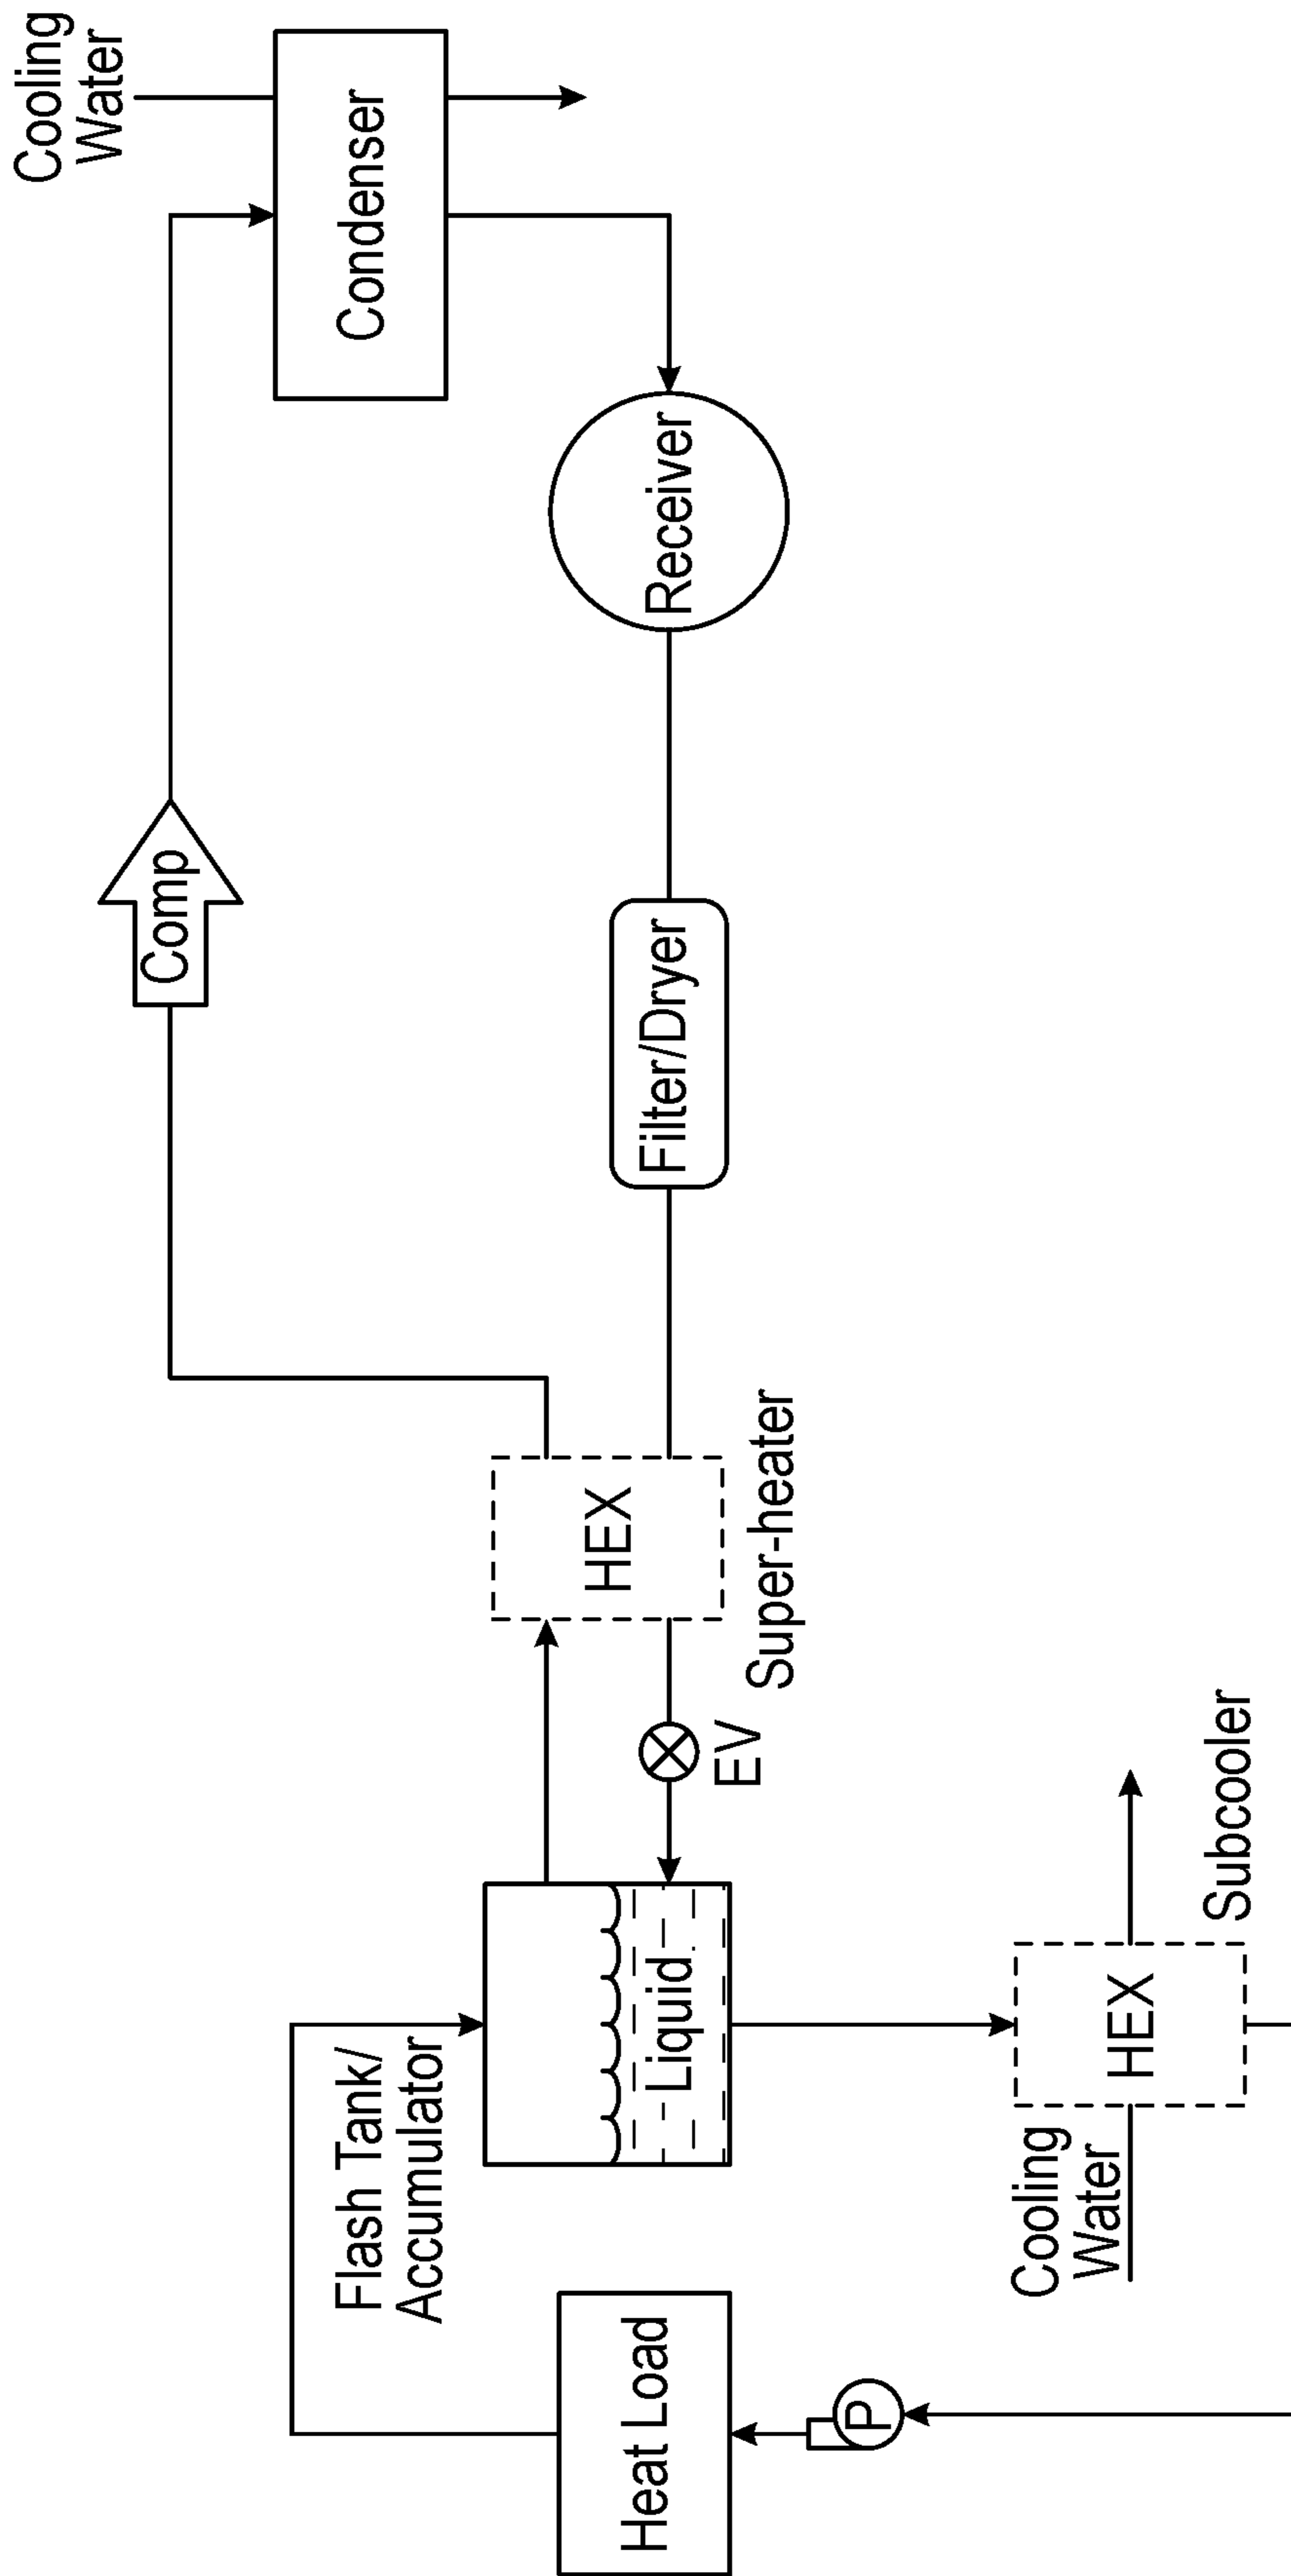 Cooling
Water
Condenser
Comp
Receiver
Filter/Dryer
HEX
Super-heater
EV
Flash Tank/
Accumulator
Liquid
Heat Load
P
Cooling
Water
HEX
Subcooler